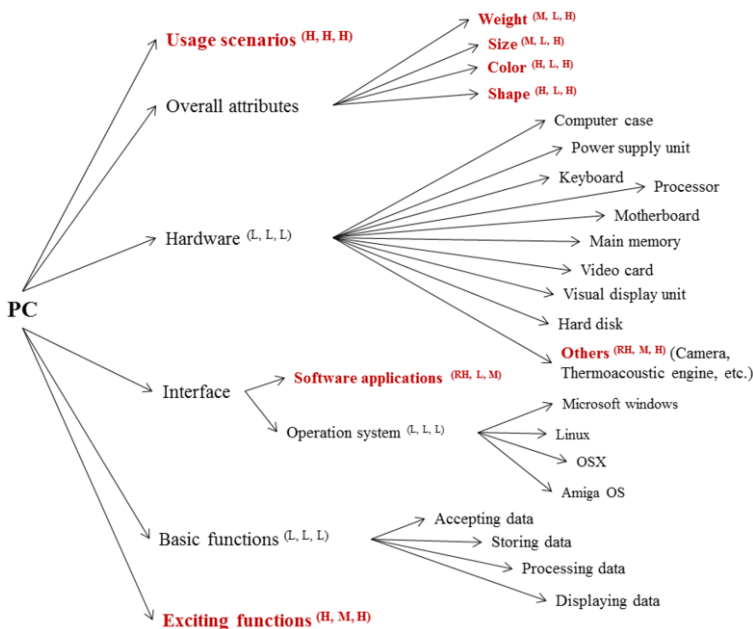 Usage scenarios (H, H, H)
Overall attributes
Weight (M, L, H)
Size (M, L, H)
Color (H, L, H)
Shape (H, L, H)
Hardware (L, L, L)
Computer case
Power supply unit
Keyboard
Processor
Motherboard
Main memory
Video card
Visual display unit
Hard disk
Others (RH, M, H) (Camera,
Thermoacoustic engine, etc.)
PC
Interface
Software applications (RH, L, M)
Operation system (L, L, L)
Microsoft windows
Linux
OSX
Amiga OS
Basic functions (L, L, L)
Accepting data
Storing data
Processing data
Displaying data
Exciting functions (H, M, H)